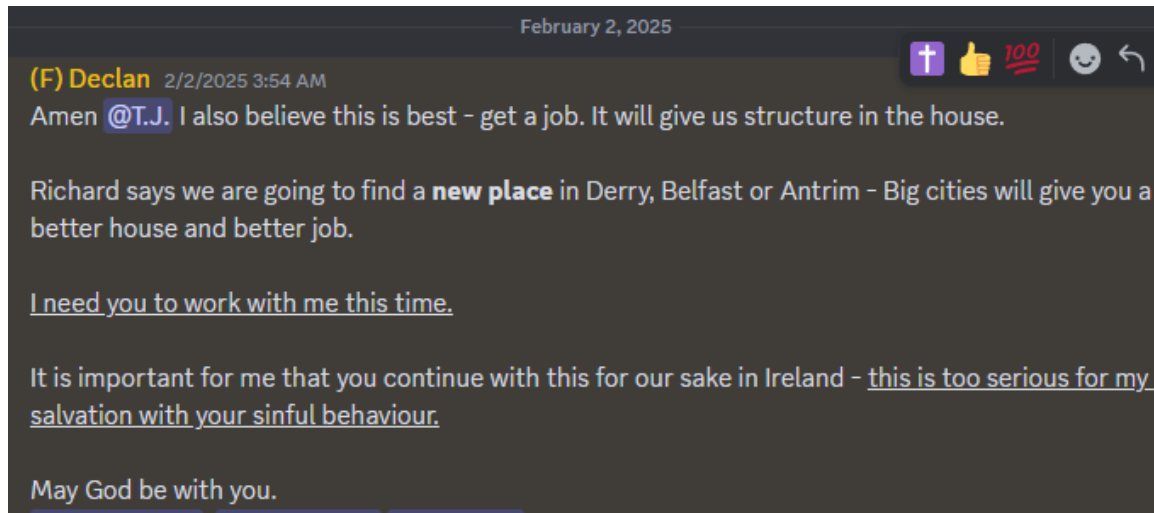 February 2, 2025
(F) Declan 2/2/2025 3:54 AM
Amen @T.J. I also believe this is best - get a job. It will give us structure in the house.
Richard says we are going to find a new place in Derry, Belfast or Antrim - Big cities will give you a
better house and better job.
I need you to work with me this time.
It is important for me that you continue with this for our sake in Ireland - this is too serious for my
salvation with your sinful behaviour.
May God be with you.